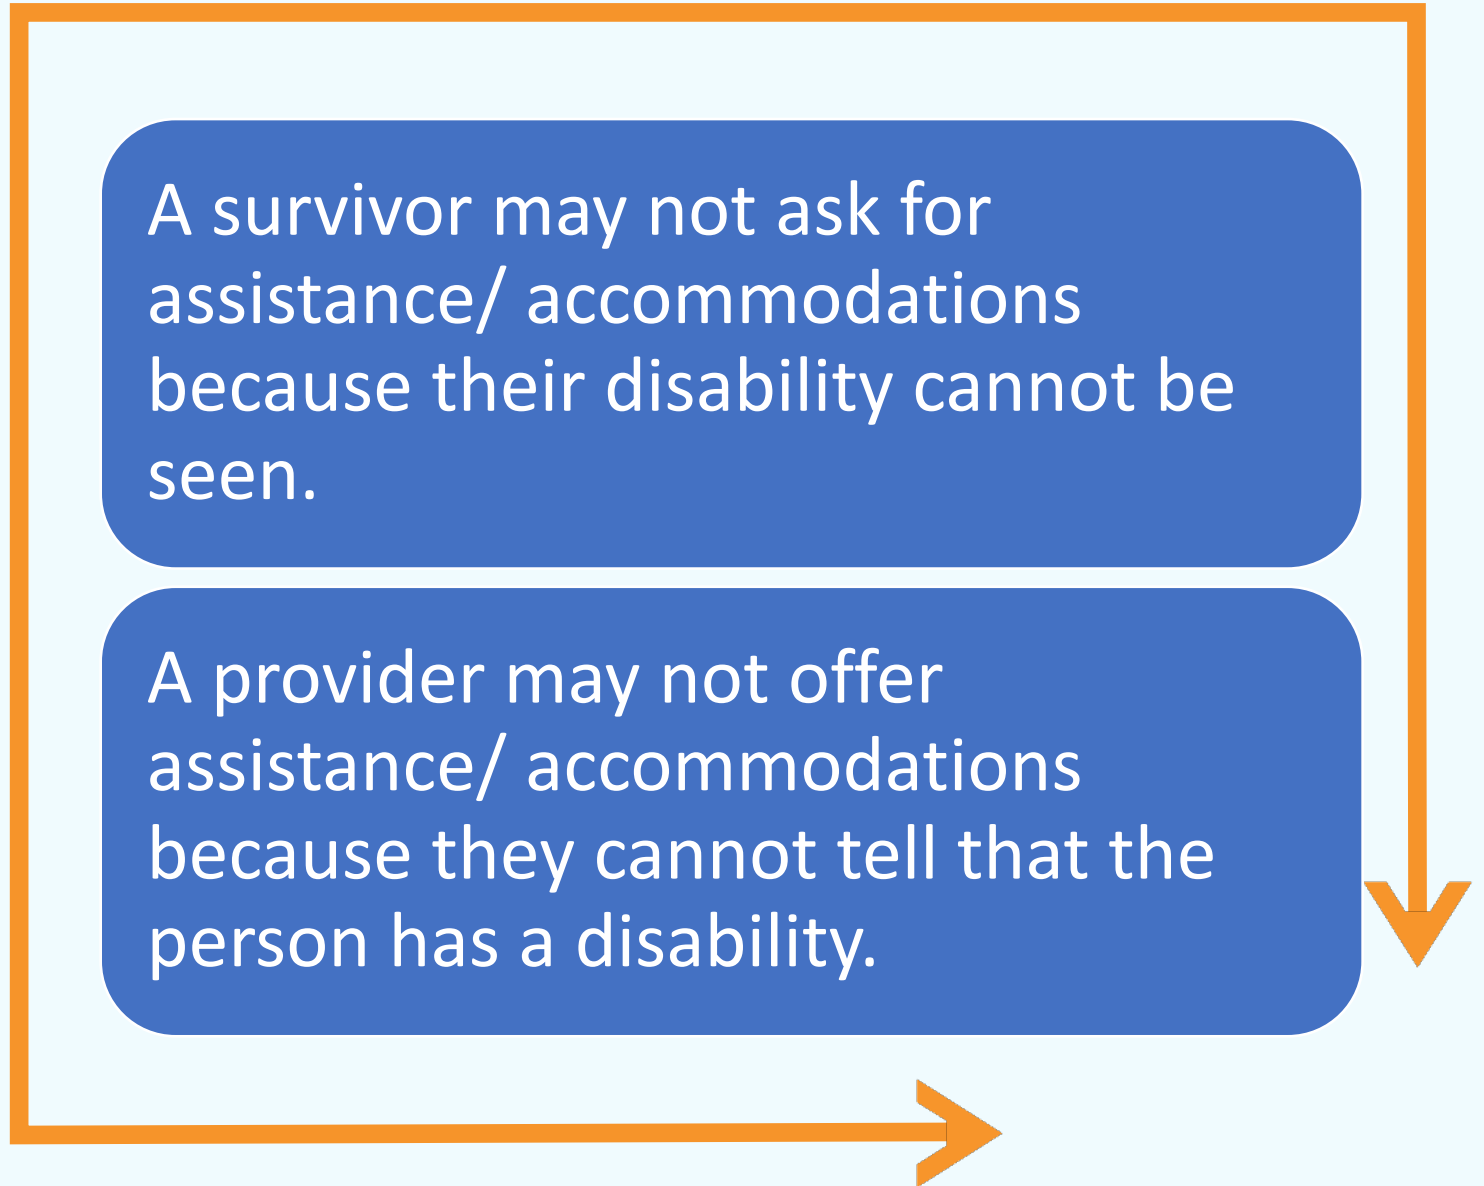 A survivor may not ask for
assistance/ accommodations
because their disability cannot be
seen.
A provider may not offer
assistance/ accommodations
because they cannot tell that the
person has a disability.